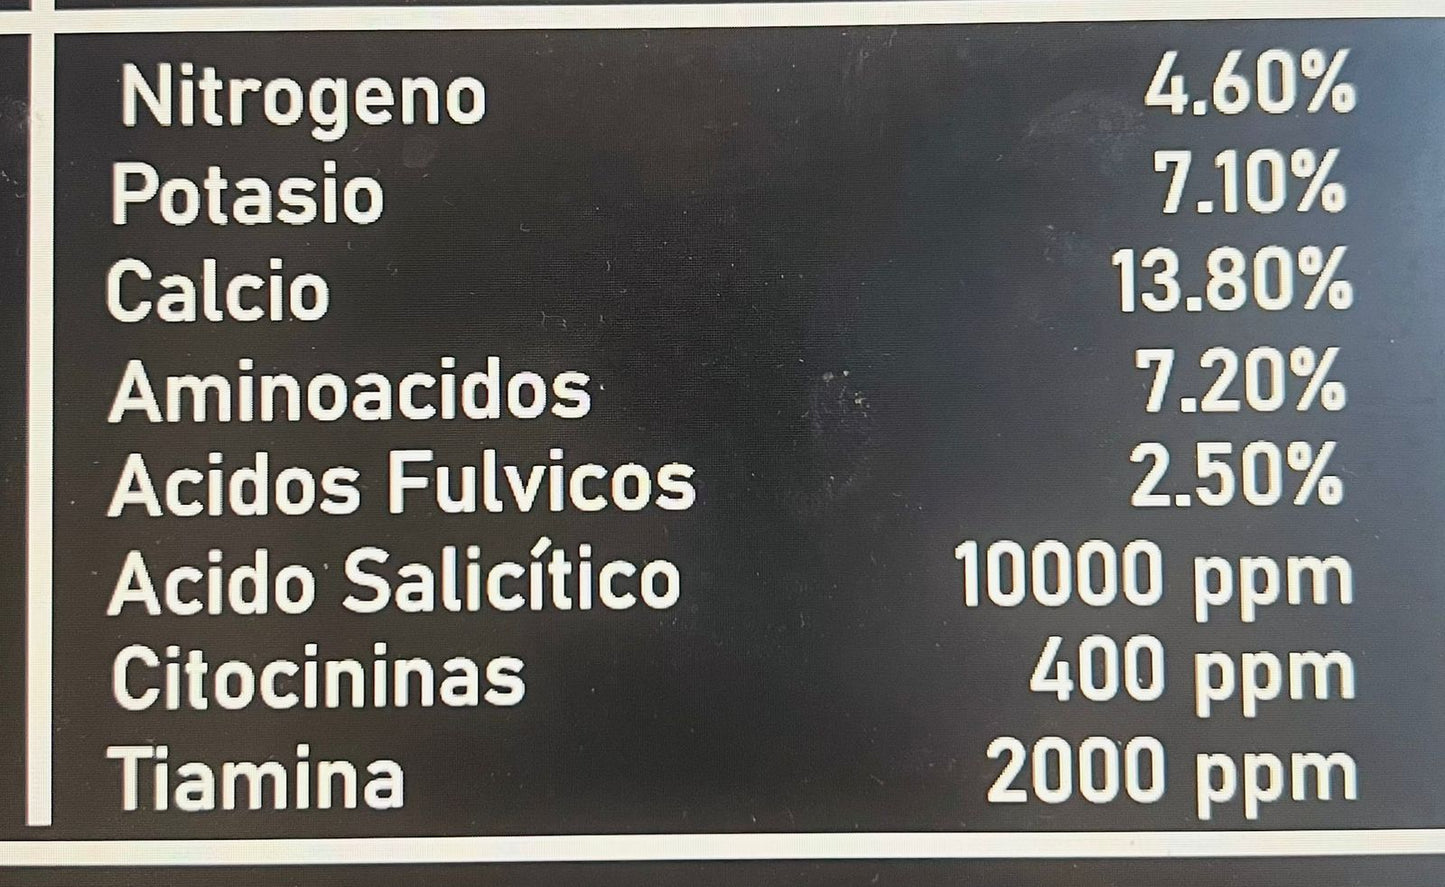 Nitrogeno 4.60%
Potasio 7.10%
Calcio 13.80%
Aminoacidos 7.20%
Acidos Fulvicos 2.50%
Acido Salicítico 10000 ppm
Citocininas 400 ppm
Tiamina 2000 ppm